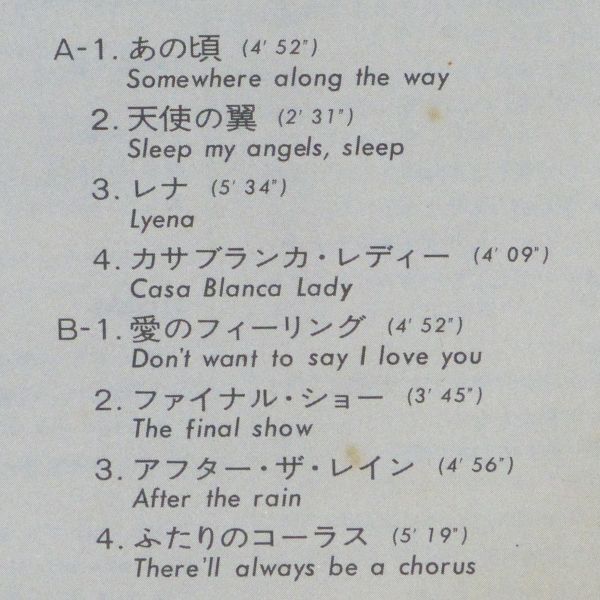 A-1. あの頃 (4' 52")
Somewhere along the way
2. 天使の翼 (2' 31")
Sleep my angels, sleep
3. レナ (5' 34")
Lyena
4. カサブランカ・レディー (4' 09")
Casa Blanca Lady
B-1. 愛のフィーリング (4' 52")
Don't want to say I love you
2. ファイナル・ショー (3' 45")
The final show
3. アフター・ザ・レイン (4' 56")
After the rain
4. ふたりのコーラス (5' 19")
There'll always be a chorus